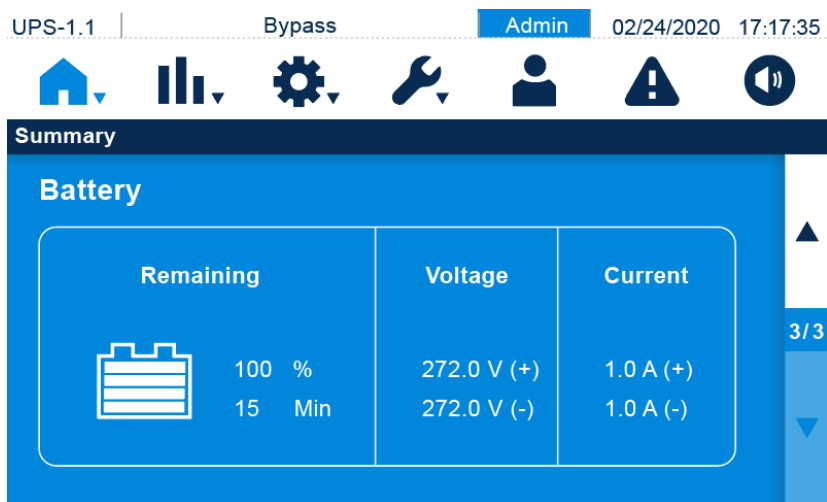 UPS-1.1 Bypass Admin 02/24/2020 17:17:35
Summary
Battery
Remaining Voltage Current
3/3
100 % 272.0 V (+) 1.0 A (+)
15 Min 272.0 V (-) 1.0 A (-)